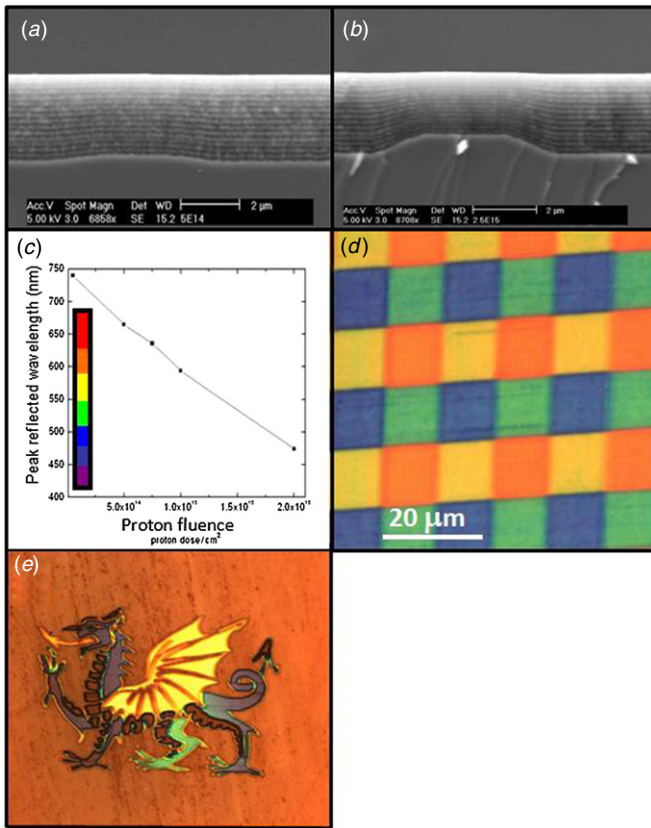 (a)
Acc.V Spot Magn Det WD 2 μm
5.00 kV 3.0 6858x SE 15.2 5E14
(b)
Acc.V Spot Magn Det WD 2 μm
5.00 kV 3.0 8708x SE 15.2 2.5E15
(c)
Peak reflected wavelength (nm)
750
700
650
600
550
500
450
400
5.0x10¹⁴ 1.0x10¹⁵ 1.5x10¹⁵
Proton fluence
proton dose/cm²
(d)
20 μm
(e)